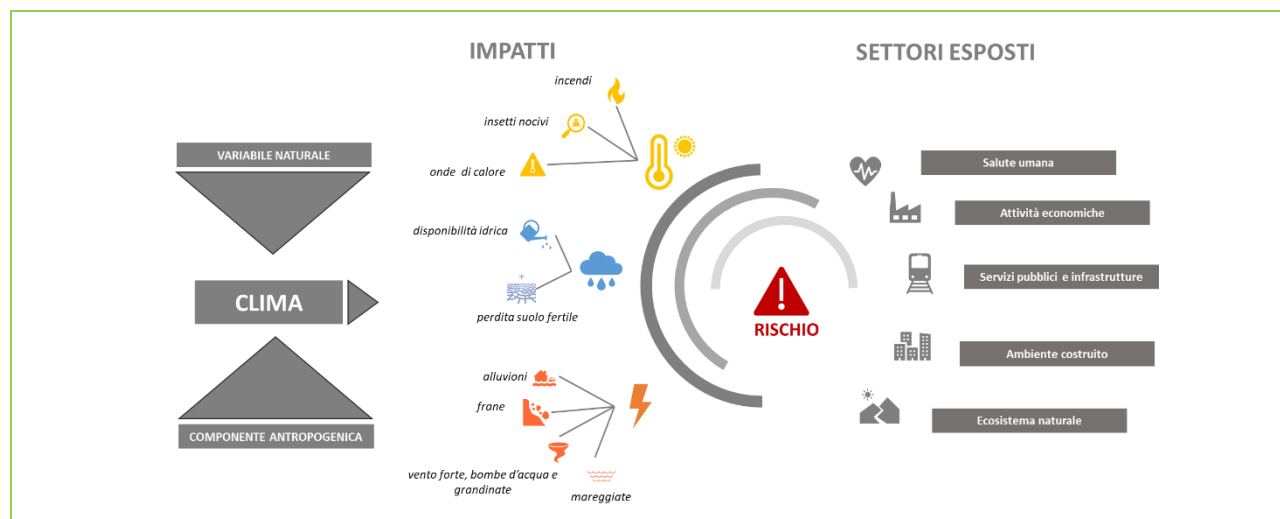 IMPATTI
SETTORI ESPOSTI
incendi
insetti nocivi
onde di calore
VARIABILE NATURALE
disponibilità idrica
CLIMA
perdita suolo fertile
alluvioni
frane
COMPONENTE ANTROPOGENICA
vento forte, bombe d'acqua e
grandinate
mareggiate
RISCHIO
Salute umana
Attività economiche
Servizi pubblici e infrastrutture
Ambiente costruito
Ecosistema naturale